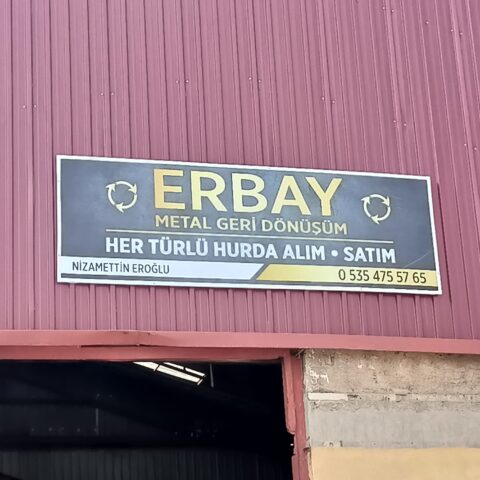 ERBAY
METAL GERİ DÖNÜŞÜM
HER TÜRLÜ HURDA ALIM • SATIM
NİZAMETTİN EROĞLU
0 535 475 57 65